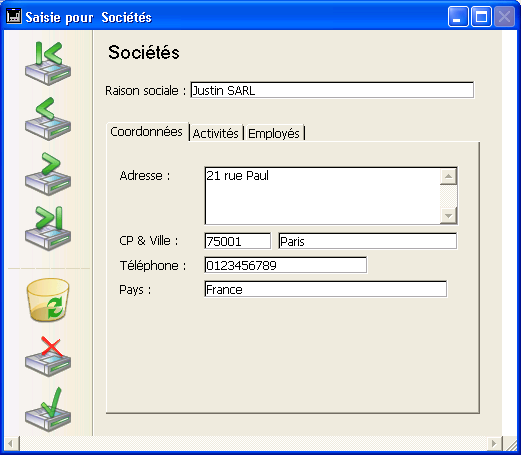 Saisie pour Sociétés
Sociétés
Raison sociale : Justin SARL
Coordonnées Activités Employés
Adresse : 21 rue Paul
CP & Ville : 75001 Paris
Téléphone : 0123456789
Pays : France